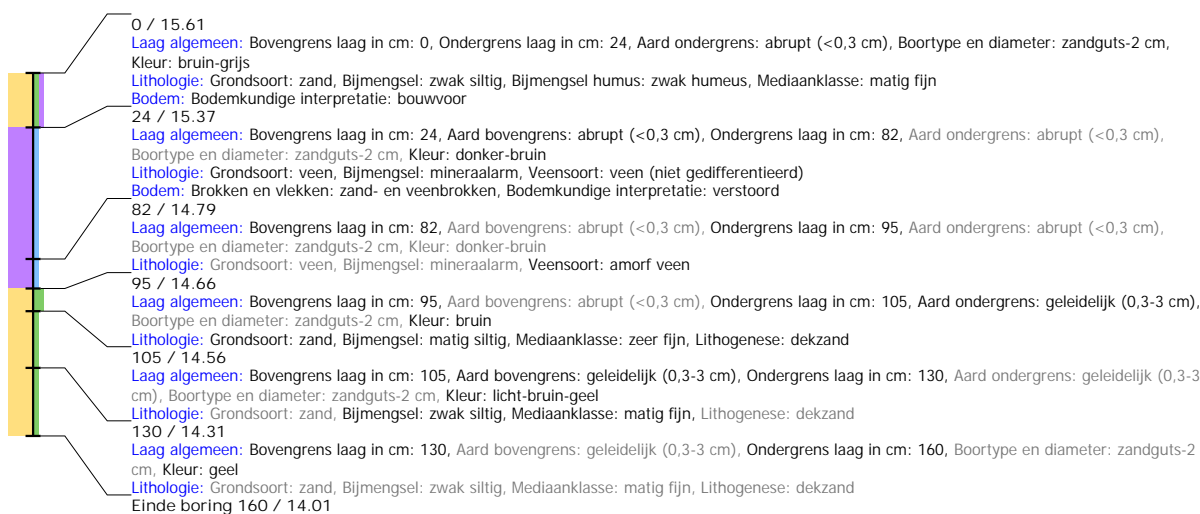 0 / 15.61
Laag algemeen: Bovengrens laag in cm: 0, Ondergrens laag in cm: 24, Aard ondergrens: abrupt (<0,3 cm), Boortype en diameter: zandguts-2 cm,
Kleur: bruin-grijs
Lithologie: Grondsoort: zand, Bijmengsel: zwak siltig, Bijmengsel humus: zwak humeus, Mediaanklasse: matig fijn
Bodem: Bodemkundige interpretatie: bouwvoor
24 / 15.37
Laag algemeen: Bovengrens laag in cm: 24, Aard bovengrens: abrupt (<0,3 cm), Ondergrens laag in cm: 82, Aard ondergrens: abrupt (<0,3 cm),
Boortype en diameter: zandguts-2 cm, Kleur: donker-bruin
Lithologie: Grondsoort: veen, Bijmengsel: mineraalarm, Veensoort: veen (niet gedifferentieerd)
Bodem: Brokken en vlekken: zand- en veenbrokken, Bodemkundige interpretatie: verstoord
82 / 14.79
Laag algemeen: Bovengrens laag in cm: 82, Aard bovengrens: abrupt (<0,3 cm), Ondergrens laag in cm: 95, Aard ondergrens: abrupt (<0,3 cm),
Boortype en diameter: zandguts-2 cm, Kleur: donker-bruin
Lithologie: Grondsoort: veen, Bijmengsel: mineraalarm, Veensoort: amorf veen
95 / 14.66
Laag algemeen: Bovengrens laag in cm: 95, Aard bovengrens: abrupt (<0,3 cm), Ondergrens laag in cm: 105, Aard ondergrens: geleidelijk (0,3-3 cm),
Boortype en diameter: zandguts-2 cm, Kleur: bruin
Lithologie: Grondsoort: zand, Bijmengsel: matig siltig, Mediaanklasse: zeer fijn, Lithogenese: dekzand
105 / 14.56
Laag algemeen: Bovengrens laag in cm: 105, Aard bovengrens: geleidelijk (0,3-3 cm), Ondergrens laag in cm: 130, Aard ondergrens: geleidelijk (0,3-3
cm), Boortype en diameter: zandguts-2 cm, Kleur: licht-bruin-geel
Lithologie: Grondsoort: zand, Bijmengsel: zwak siltig, Mediaanklasse: matig fijn, Lithogenese: dekzand
130 / 14.31
Laag algemeen: Bovengrens laag in cm: 130, Aard bovengrens: geleidelijk (0,3-3 cm), Ondergrens laag in cm: 160, Boortype en diameter: zandguts-2
cm, Kleur: geel
Lithologie: Grondsoort: zand, Bijmengsel: zwak siltig, Mediaanklasse: matig fijn, Lithogenese: dekzand
Einde boring 160 / 14.01